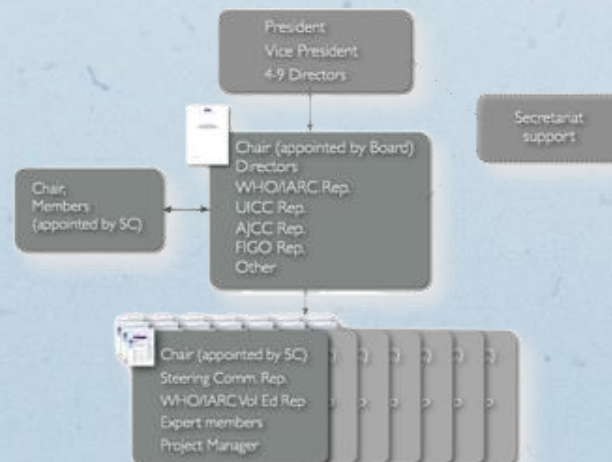 President
Vice President
4-9 Directors
Secretariat
support
Chair (appointed by Board)
Directors
WHO/IARC Rep.
UICC Rep.
AJCC Rep.
FIGO Rep.
Other
Chair,
Members
(appointed by SC)
Chair (appointed by SC)
Steering Comm. Rep.
WHO/IARC Vol Ed Rep
Expert members
Project Manager